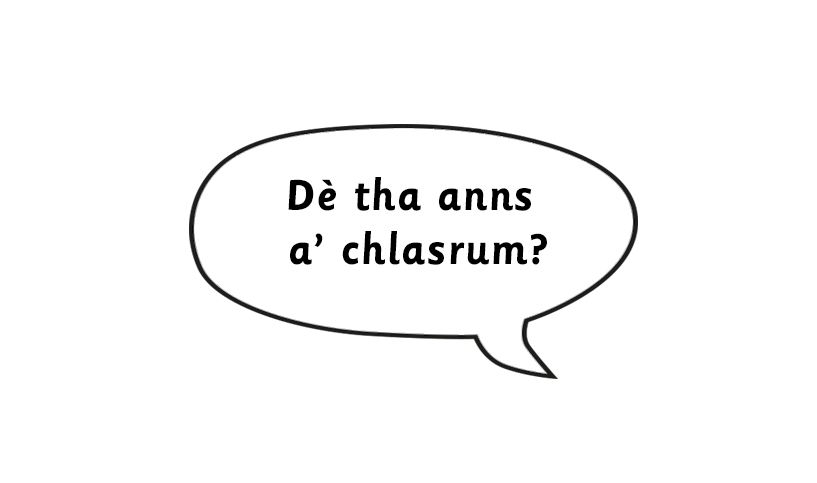 Dè tha anns
a’ chlasrum?